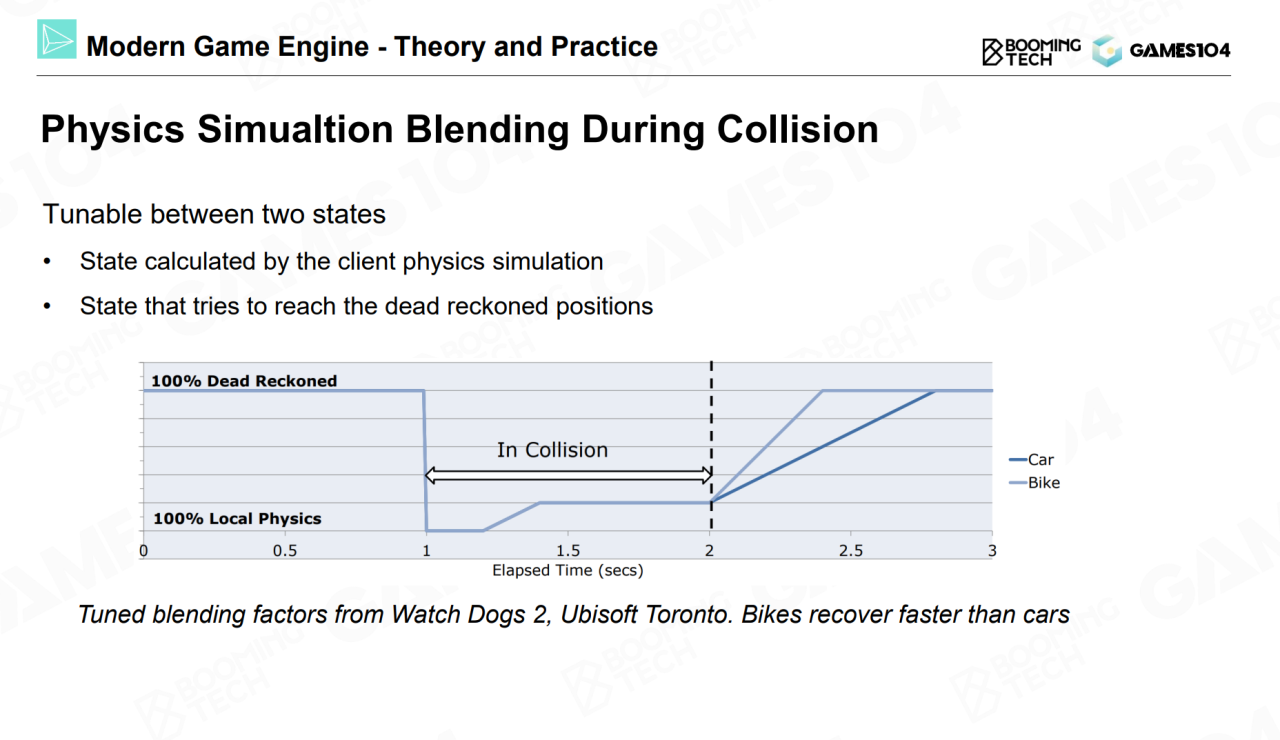 Modern Game Engine - Theory and Practice
BOOMING
TECH
GAMES104
Physics Simualtion Blending During Collision
Tunable between two states
• State calculated by the client physics simulation
• State that tries to reach the dead reckoned positions
100% Dead Reckoned
In Collision
100% Local Physics
Car
Bike
0 0.5 1 1.5 2 2.5 3
Elapsed Time (secs)
Tuned blending factors from Watch Dogs 2, Ubisoft Toronto. Bikes recover faster than cars